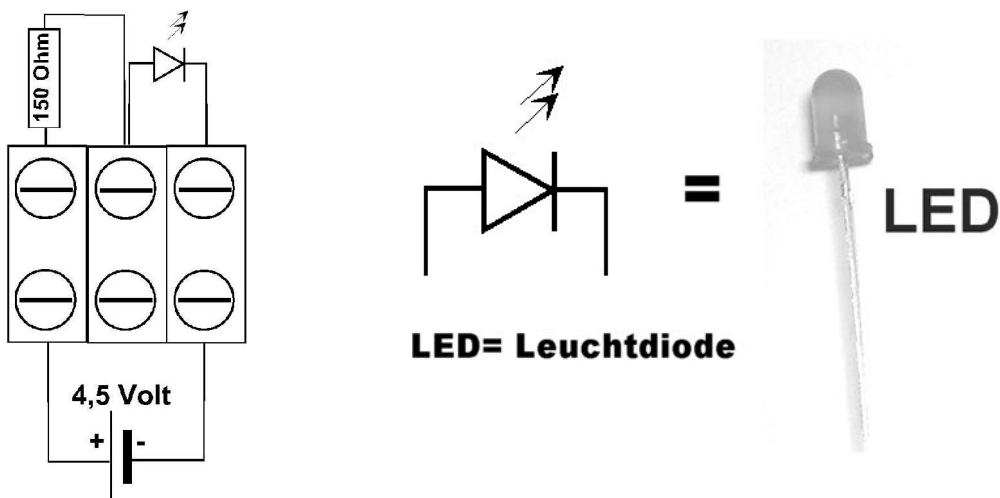 150 Ohm
4,5 Volt
+ -
=
LED
LED= Leuchtdiode